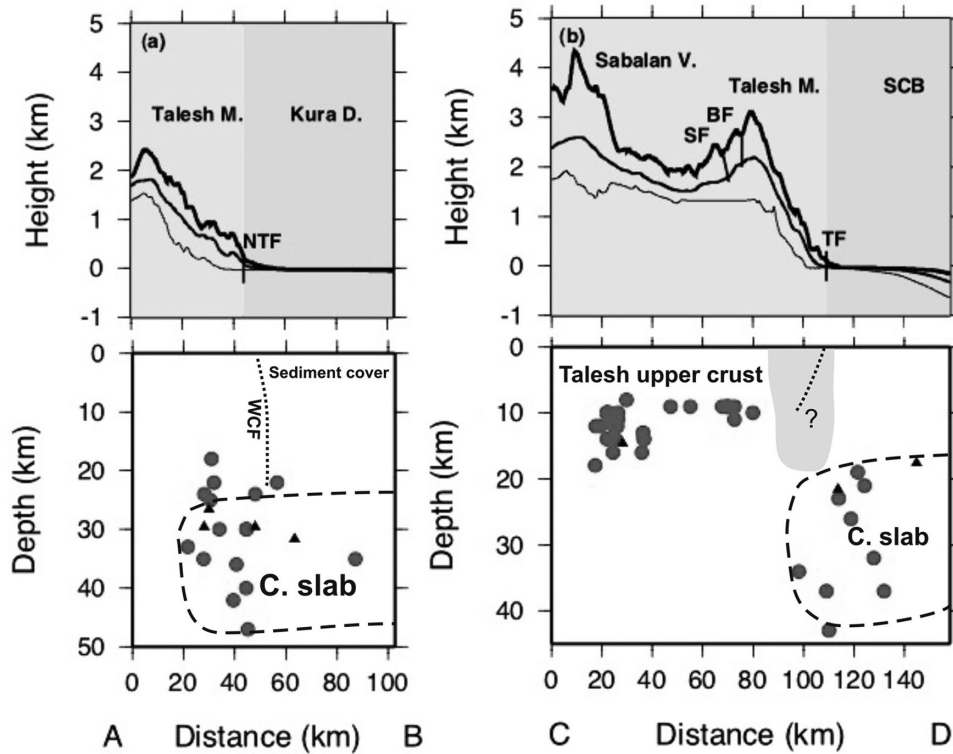 (a)
Talesh M.
Kura D.
NTF
Height (km)
5
4
3
2
1
0
-1
(b)
Sabalan V.
Talesh M.
SCB
BF
SF
TF
Height (km)
5
4
3
2
1
0
-1
Sediment cover
WCF
C. slab
Depth (km)
0
10
20
30
40
50
0 20 40 60 80 100
A Distance (km) B
Talesh upper crust
?
C. slab
Depth (km)
0
10
20
30
40
0 20 40 60 80 100 120 140
C Distance (km) D